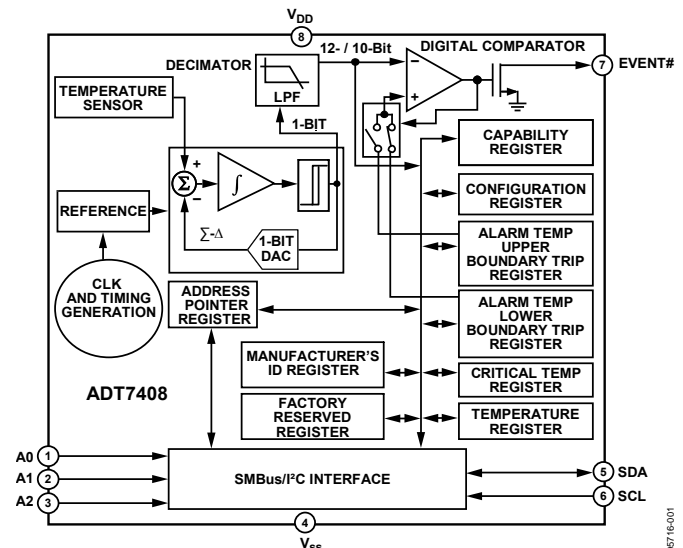 VDD
8
12- / 10-Bit
DIGITAL COMPARATOR
DECIMATOR
LPF
7
EVENT#
TEMPERATURE
SENSOR
1-BIT
CAPABILITY
REGISTER
+
−
Σ
∫
−
+
REFERENCE
CONFIGURATION
REGISTER
∑-Δ
1-BIT
DAC
ALARM TEMP
UPPER
BOUNDARY TRIP
REGISTER
CLK
AND TIMING
GENERATION
ADDRESS
POINTER
REGISTER
ALARM TEMP
LOWER
BOUNDARY TRIP
REGISTER
MANUFACTURER'S
ID REGISTER
CRITICAL TEMP
REGISTER
ADT7408
FACTORY
RESERVED
REGISTER
TEMPERATURE
REGISTER
A0 1
A1 2
A2 3
SMBus/I²C INTERFACE
5 SDA
6 SCL
4
VSS
05716-001